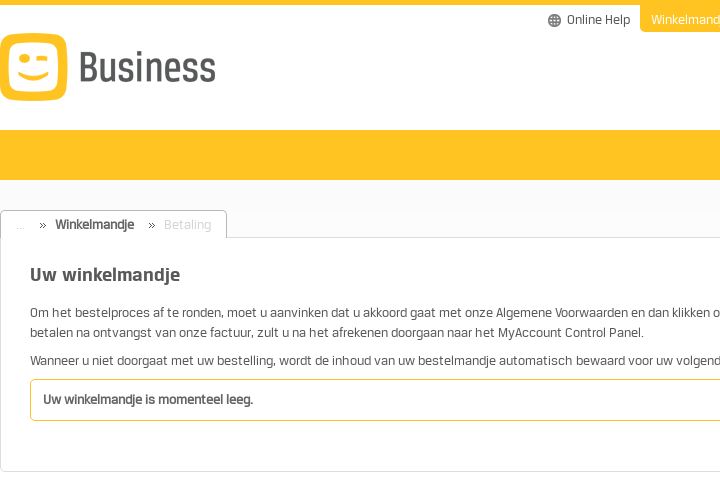 Online Help
Winkelmand
Business
... » Winkelmandje » Betaling
Uw winkelmandje
Om het bestelproces af te ronden, moet u aanvinken dat u akkoord gaat met onze Algemene Voorwaarden en dan klikken o
betalen na ontvangst van onze factuur, zult u na het afrekenen doorgaan naar het MyAccount Control Panel.
Wanneer u niet doorgaat met uw bestelling, wordt de inhoud van uw bestelmandje automatisch bewaard voor uw volgend
Uw winkelmandje is momenteel leeg.